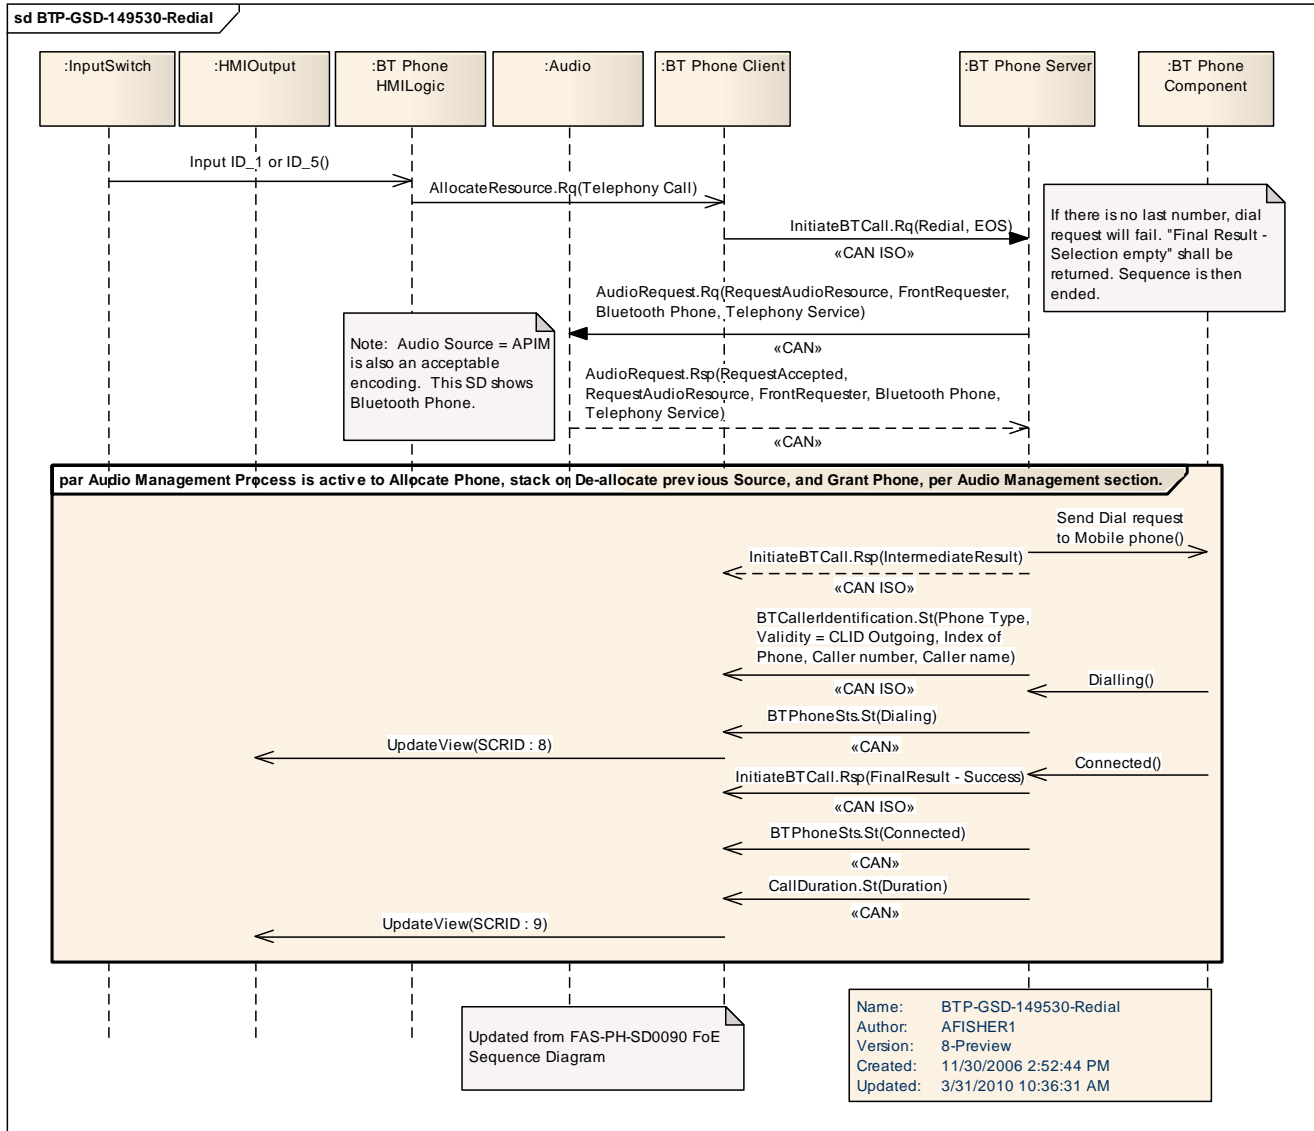 sd BTP-GSD-149530-Redial
:InputSwitch
:HMIOutput
:BT Phone
HMILogic
:Audio
:BT Phone Client
:BT Phone Server
:BT Phone
Component
Input ID_1 or ID_5()
AllocateResource.Rq(Telephony Call)
InitiateBTCall.Rq(Redial, EOS)
«CAN ISO»
If there is no last number, dial
request will fail. "Final Result -
Selection empty" shall be
returned. Sequence is then
ended.
AudioRequest.Rq(RequestAudioResource, FrontRequester,
Bluetooth Phone, Telephony Service)
«CAN»
Note:  Audio Source = APIM
is also an acceptable
encoding.  This SD shows
Bluetooth Phone.
AudioRequest.Rsp(RequestAccepted,
RequestAudioResource, FrontRequester, Bluetooth Phone,
Telephony Service)
«CAN»
par Audio Management Process is active to Allocate Phone, stack or De-allocate previous Source, and Grant Phone, per Audio Management section.
Send Dial request
to Mobile phone()
InitiateBTCall.Rsp(IntermediateResult)
«CAN ISO»
BTCallerIdentification.St(Phone Type,
Validity = CLID Outgoing, Index of
Phone, Caller number, Caller name)
«CAN ISO»
Dialling()
BTPhoneSts.St(Dialing)
«CAN»
UpdateView(SCRID : 8)
Connected()
InitiateBTCall.Rsp(FinalResult - Success)
«CAN ISO»
BTPhoneSts.St(Connected)
«CAN»
CallDuration.St(Duration)
«CAN»
UpdateView(SCRID : 9)
Updated from FAS-PH-SD0090 FoE
Sequence Diagram
Name: BTP-GSD-149530-Redial
Author: AFISHER1
Version: 8-Preview
Created: 11/30/2006 2:52:44 PM
Updated: 3/31/2010 10:36:31 AM